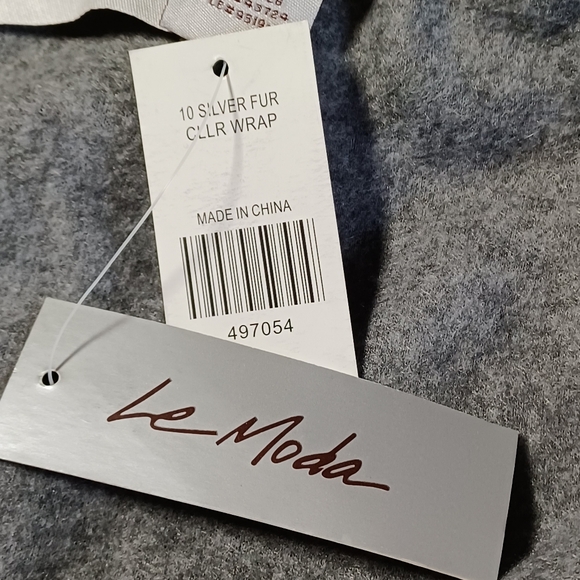 10 SILVER FUR
CLLR WRAP
MADE IN CHINA
497054
Le Moda